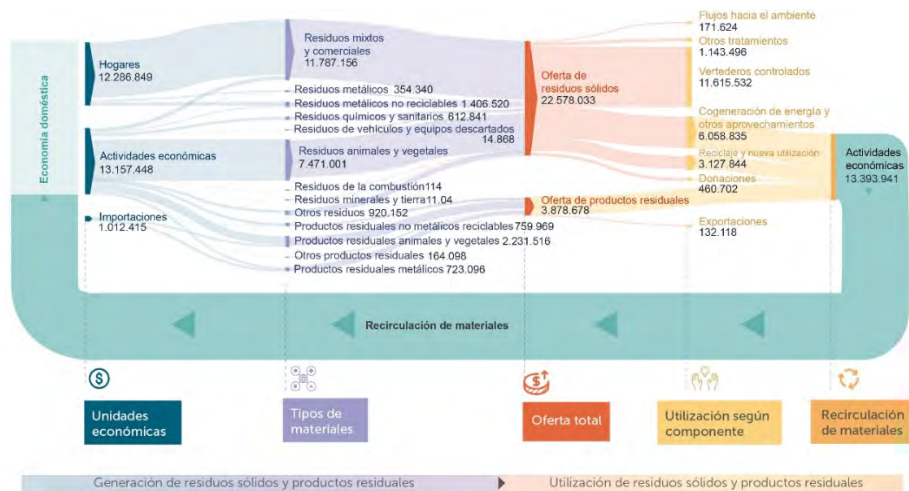 Economía doméstica
Hogares
12.286.849
Actividades económicas
13.157.448
Importaciones
1.012.415
Residuos mixtos
y comerciales
11.787.156
Residuos metálicos 354.340
Residuos metálicos no reciclables 1.406.520
Residuos químicos y sanitarios 612.841
Residuos de vehículos y equipos descartados
14.868
Residuos animales y vegetales
7.471.001
Residuos de la combustión114
Residuos minerales y tierra11.04
Otros residuos 920.152
Productos residuales no metálicos reciclables759.969
Productos residuales animales y vegetales 2.231.516
Otros productos residuales 164.098
Productos residuales metálicos 723.096
Oferta de
residuos sólidos
22.578.033
Oferta de productos residuales
3.878.678
Flujos hacia el ambiente
171.624
Otros tratamientos
1.143.496
Vertederos controlados
11.615.532
Cogeneración de energía y
otros aprovechamientos
6.058.835
Reciclaje y nueva utilización
3.127.844
Donaciones
460.702
Exportaciones
132.118
Actividades
económicas
13.393.941
Recirculación de materiales
Unidades
económicas
Tipos de
materiales
Oferta total
Utilización según
componente
Recirculación
de materiales
Generación de residuos sólidos y productos residuales
Utilización de residuos sólidos y productos residuales